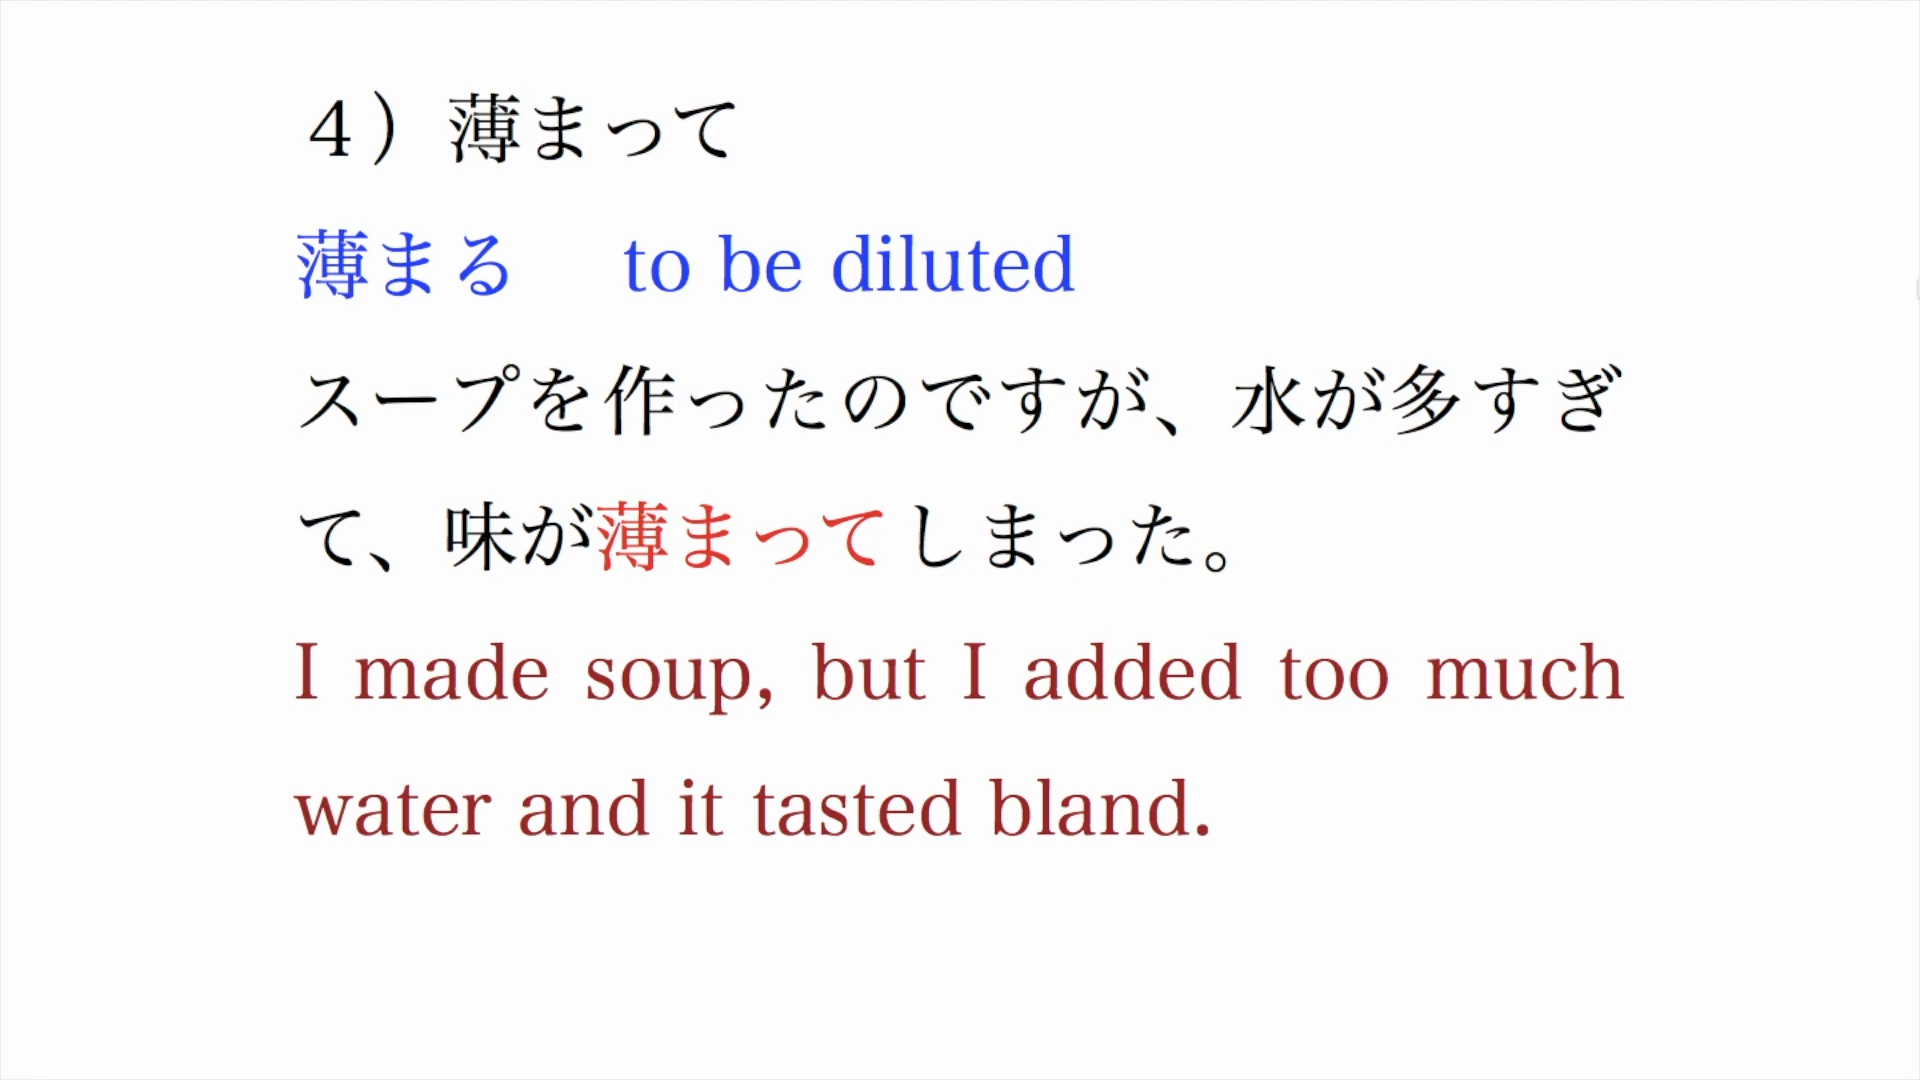 ４）薄まって
薄まる　to be diluted
スープを作ったのですが、水が多すぎ
て、味が薄まってしまった。
I made soup, but I added too much
water and it tasted bland.